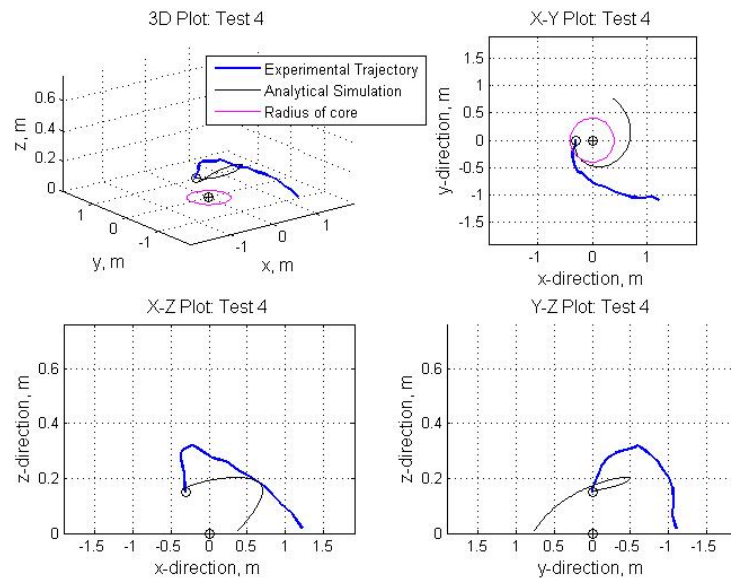 3D Plot: Test 4
Experimental Trajectory
Analytical Simulation
Radius of core
z, m
0.6
0.4
0.2
0
1
0
-1
y, m
-1
0
1
x, m
X-Y Plot: Test 4
y-direction, m
1.5
1
0.5
0
-0.5
-1
-1.5
-1 0 1
x-direction, m
X-Z Plot: Test 4
z-direction, m
0.6
0.4
0.2
0
-1.5 -1 -0.5 0 0.5 1 1.5
x-direction, m
Y-Z Plot: Test 4
z-direction, m
0.6
0.4
0.2
0
1.5 1 0.5 0 -0.5 -1 -1.5
y-direction, m